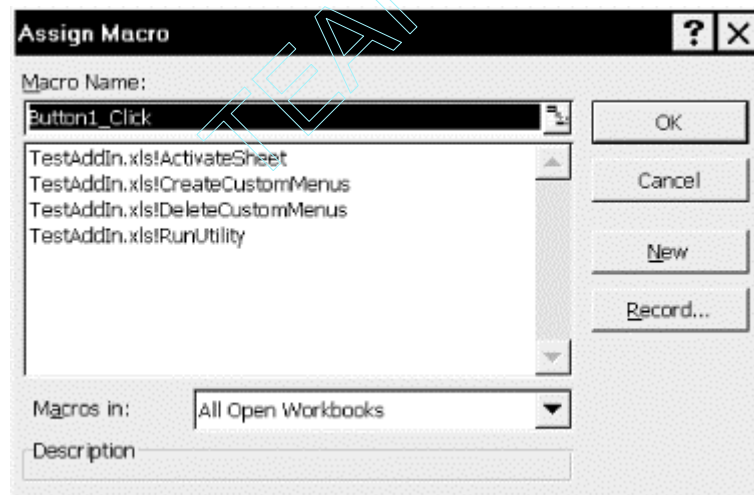 Assign Macro
Macro Name:
Button1_Click
OK
TestAddIn.xls!ActivateSheet
TestAddIn.xls!CreateCustomMenus
TestAddIn.xls!DeleteCustomMenus
TestAddIn.xls!RunUtility
Cancel
New
Record...
Macros in:
All Open Workbooks
Description